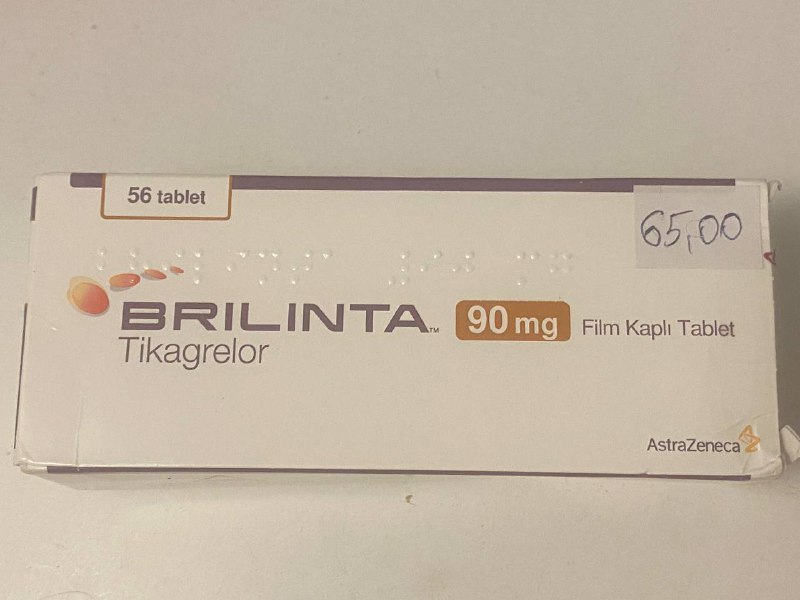 56 tablet
65,00
BRILINTA™ 90 mg Film Kaplı Tablet
Tikagrelor
AstraZeneca